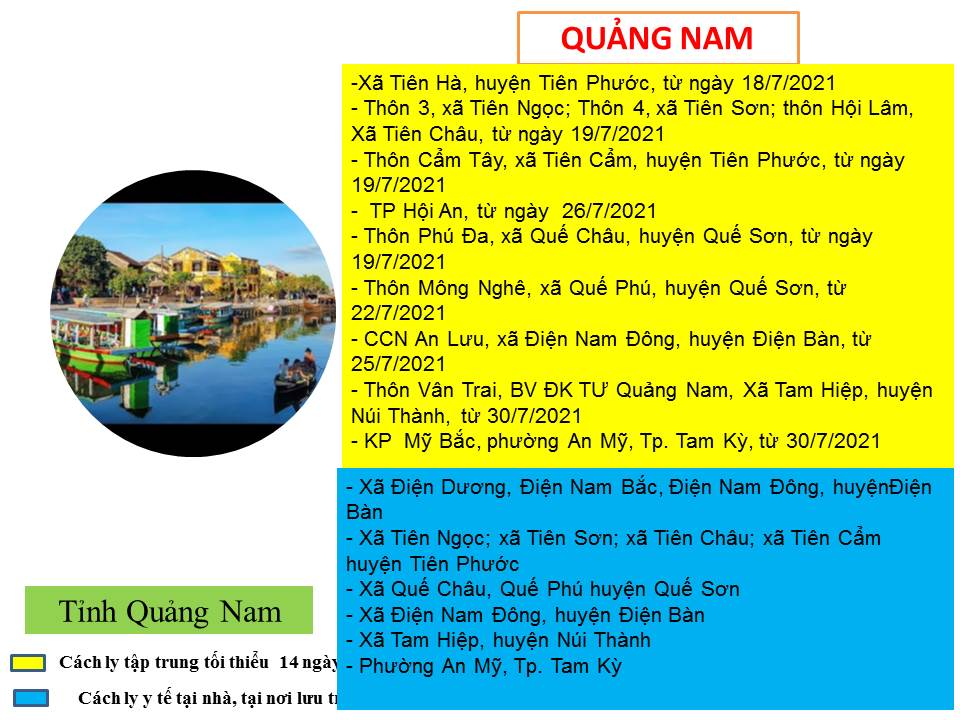 QUẢNG NAM
-Xã Tiên Hà, huyện Tiên Phước, từ ngày 18/7/2021
- Thôn 3, xã Tiên Ngọc; Thôn 4, xã Tiên Sơn; thôn Hội Lâm,
Xã Tiên Châu, từ ngày 19/7/2021
- Thôn Cẩm Tây, xã Tiên Cẩm, huyện Tiên Phước, từ ngày
19/7/2021
- TP Hội An, từ ngày 26/7/2021
- Thôn Phú Đa, xã Quế Châu, huyện Quế Sơn, từ ngày
19/7/2021
- Thôn Mông Nghê, xã Quế Phú, huyện Quế Sơn, từ
22/7/2021
- CCN An Lưu, xã Điện Nam Đông, huyện Điện Bàn, từ
25/7/2021
- Thôn Vân Trai, BV ĐK TƯ Quảng Nam, Xã Tam Hiệp, huyện
Núi Thành, từ 30/7/2021
- KP Mỹ Bắc, phường An Mỹ, Tp. Tam Kỳ, từ 30/7/2021
- Xã Điện Dương, Điện Nam Bắc, Điện Nam Đông, huyệnĐiện
Bàn
- Xã Tiên Ngọc; xã Tiên Sơn; xã Tiên Châu; xã Tiên Cẩm
huyện Tiên Phước
- Xã Quế Châu, Quế Phú huyện Quế Sơn
- Xã Điện Nam Đông, huyện Điện Bàn
- Xã Tam Hiệp, huyện Núi Thành
- Phường An Mỹ, Tp. Tam Kỳ
Tỉnh Quảng Nam
Cách ly tập trung tối thiểu 14 ngày
Cách ly y tế tại nhà, tại nơi lưu